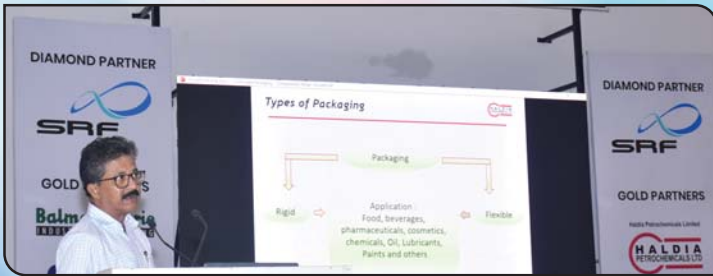 DIAMOND PARTNER
SRF
GOLD
Types of Packaging
HALDIA
Packaging
Rigid
Application :
Food, beverages,
pharmaceuticals, cosmetics,
chemicals, Oil, Lubricants,
Paints and others
Flexible
DIAMOND PARTNER
SRF
GOLD PARTNERS
Haldia Petrochemicals Limited
HALDIA
PETROCHEMICALS LTD